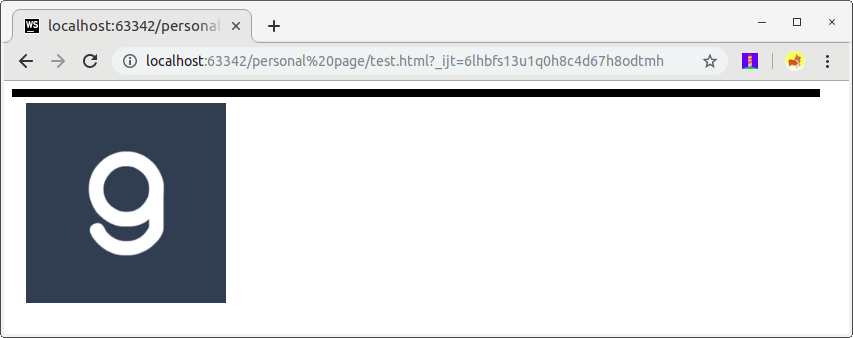 WS localhost:63342/personal
localhost:63342/personal%20page/test.html?_ijt=6lhbfs13u1q0h8c4d67h8odtmh
g